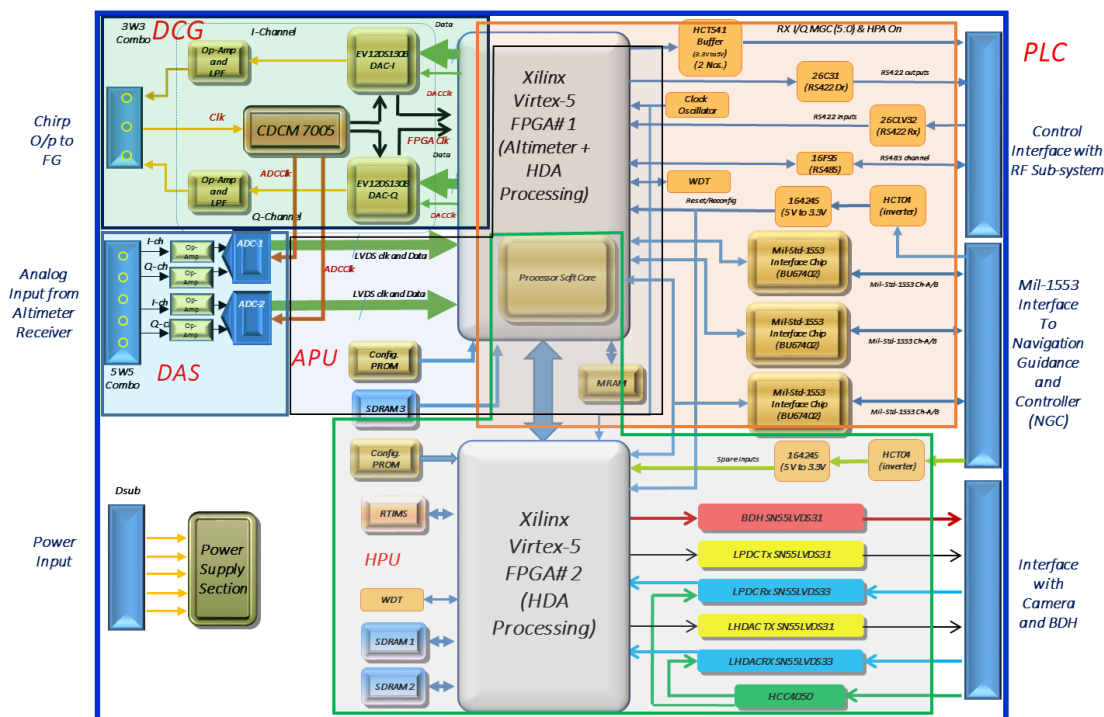 3W3
Combo
DCG
I-Channel
Data
Op-Amp
and
LPF
EV12DS130B
DAC-I
DACClk
Clk
CDCM 7005
FPGA Clk
Data
ADCClk
Op-Amp
and
LPF
EV12DS130B
DAC-Q
DACClk
Q-Channel
Chirp
O/p to
FG
Xilinx
Virtex-5
FPGA#1
(Altimeter +
HDA
Processing)
Processor Soft Core
HCT541
Buffer
(3.3V to 5V)
(2 Nos.)
RX I/Q MGC (5:0) & HPA On
PLC
26C31
(RS422 Dr)
RS422 outputs
Clock
Oscillator
RS422 inputs
26CLV32
(RS422 Rx)
16F95
(RS485)
RS485 channel
WDT
Reset/Reconfig
164245
(5 V to 3.3V)
HCT04
(inverter)
Control
Interface with
RF Sub-system
Mil-Std-1553
Interface Chip
(BU67402)
Mil-Std-1553 Ch-A/B
Mil-Std-1553
Interface Chip
(BU67402)
Mil-Std-1553 Ch-A/B
Mil-Std-1553
Interface Chip
(BU67402)
Mil-Std-1553 Ch-A/B
Mil-1553
Interface
To
Navigation
Guidance
and
Controller
(NGC)
I-ch
Op-
Amp
ADC-1
Q-ch
Op-
Amp
I-ch
Op-
Amp
ADC-2
Q-c
Op-
Amp
LVDS clk and Data
ADCClk
LVDS clk and Data
Analog
Input from
Altimeter
Receiver
5W5
Combo
DAS
APU
Config.
PROM
SDRAM 3
MRAM
Config.
PROM
RTIMS
HPU
WDT
SDRAM 1
SDRAM 2
Xilinx
Virtex-5
FPGA#2
(HDA
Processing)
Spare Inputs
164245
(5 V to 3.3V)
HCT04
(inverter)
BDH SN55LVDS31
LPDC Tx SN55LVDS31
LPDC Rx SN55LVDS33
LHDAC TX SN55LVDS31
LHDACRX SN55LVDS33
HCC4050
Interface
with
Camera
and BDH
Dsub
Power
Input
Power
Supply
Section